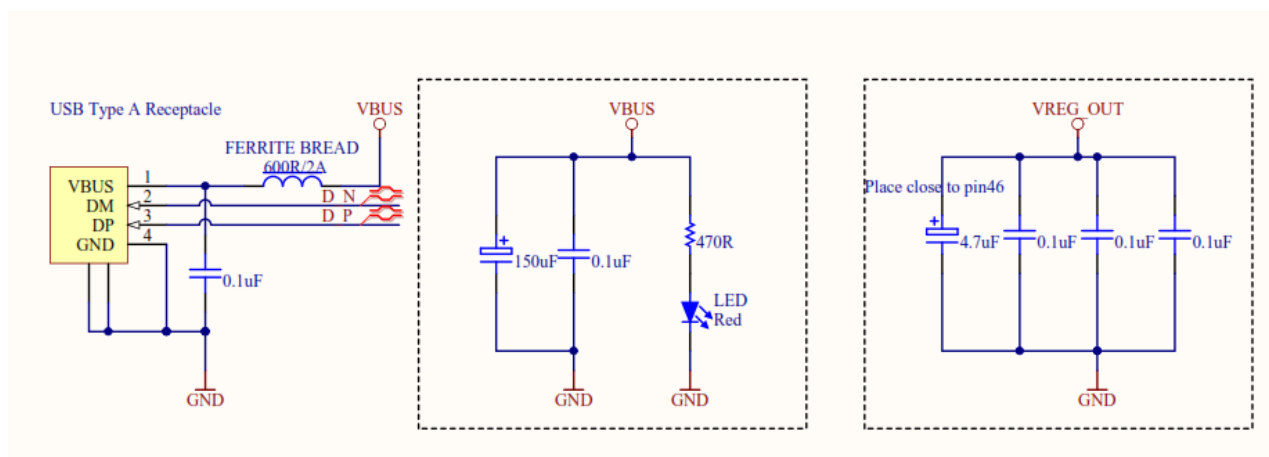 USB Type A Receptacle
VBUS
FERRITE BREAD
600R/2A
VBUS 1
DM 2
DP 3
GND 4
D N
D P
0.1uF
GND
VBUS
150uF
0.1uF
470R
LED
Red
GND
GND
VREG_OUT
Place close to pin46
4.7uF
0.1uF
0.1uF
0.1uF
GND